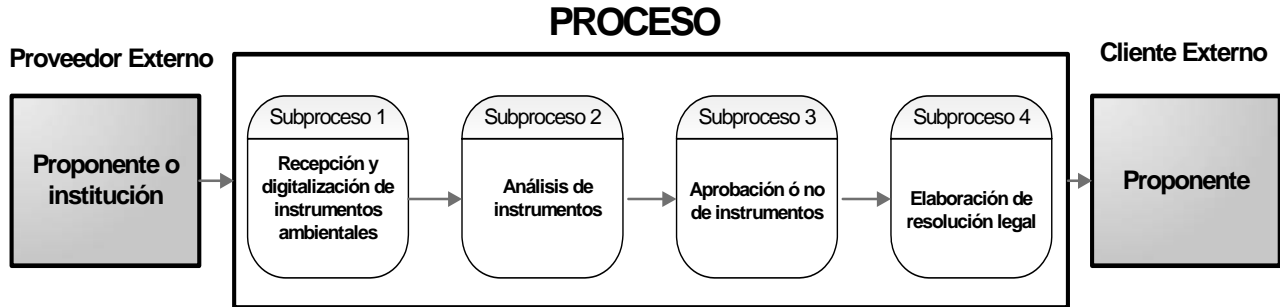 PROCESO
Proveedor Externo
Cliente Externo
Proponente o
institución
Subproceso 1
Recepción y
digitalización de
instrumentos
ambientales
Subproceso 2
Análisis de
instrumentos
Subproceso 3
Aprobación ó no
de instrumentos
Subproceso 4
Elaboración de
resolución legal
Proponente